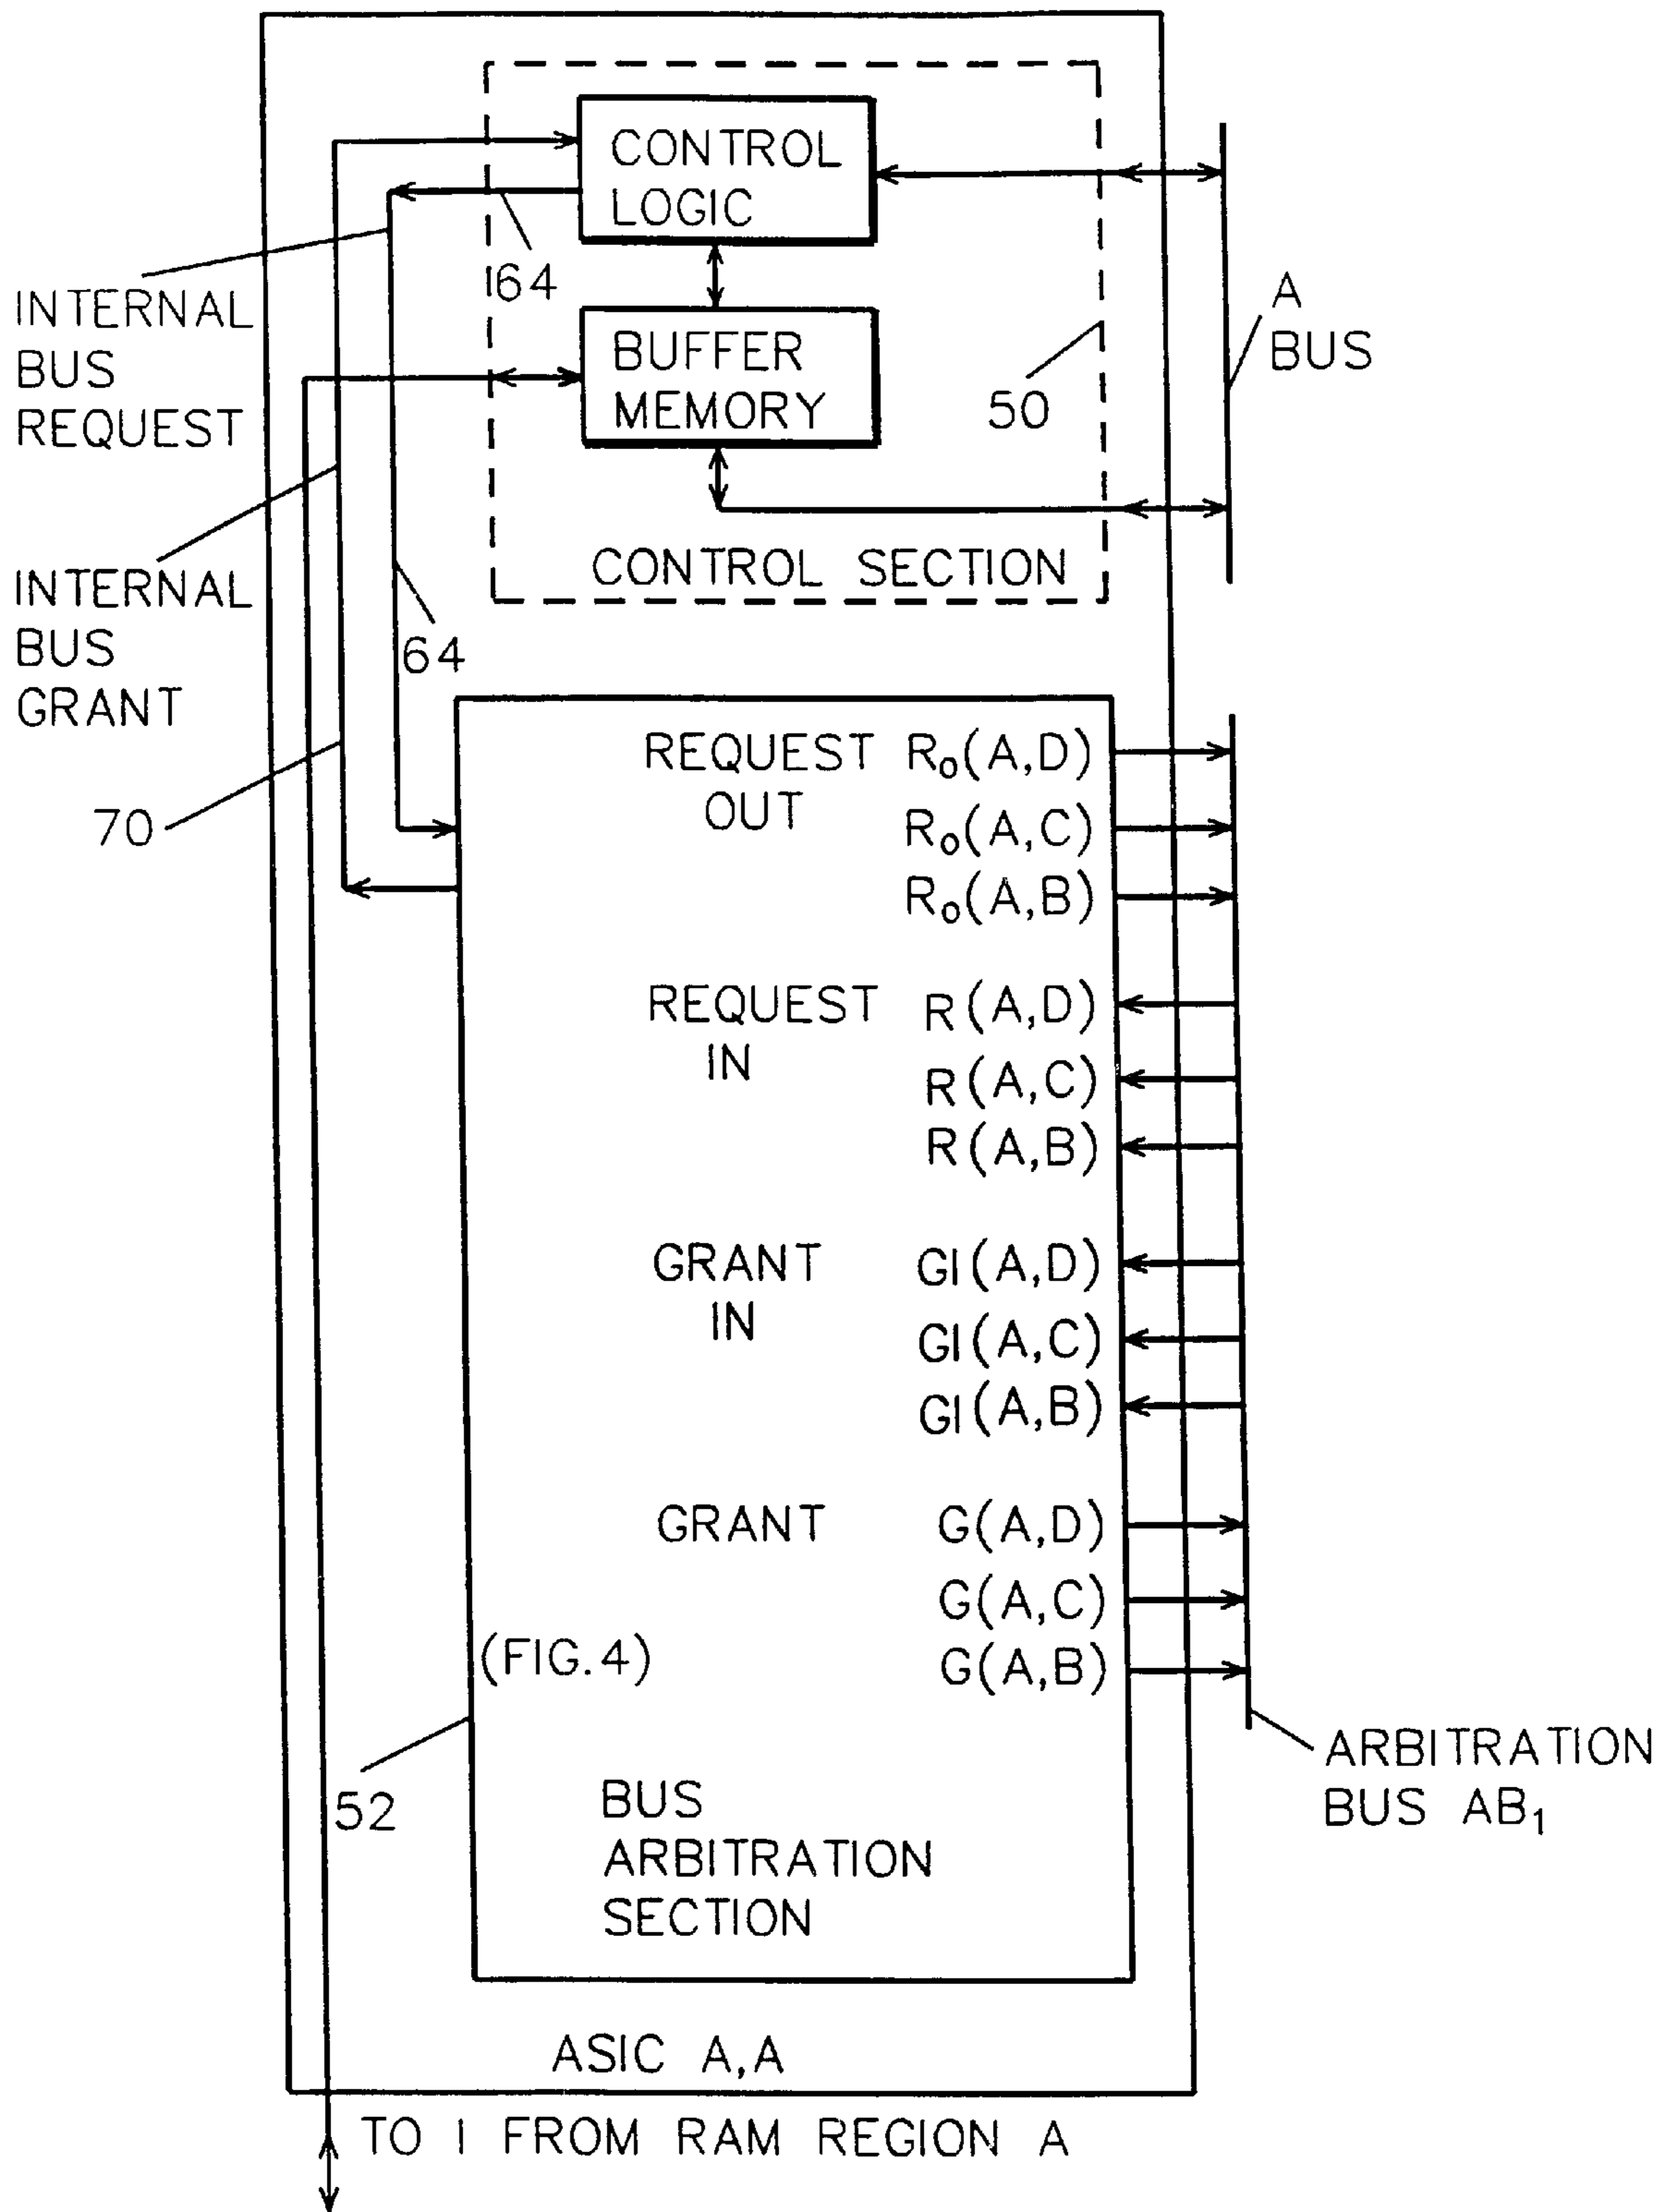 CONTROL
LOGIC
64
INTERNAL
BUS
REQUEST
BUFFER
MEMORY
50
A
BUS
CONTROL SECTION
INTERNAL
BUS
GRANT
64
70
REQUEST
OUT
R₀(A,D)
R₀(A,C)
R₀(A,B)
REQUEST
IN
R(A,D)
R(A,C)
R(A,B)
GRANT
IN
GI(A,D)
GI(A,C)
GI(A,B)
GRANT
G(A,D)
G(A,C)
G(A,B)
(FIG.4)
52
BUS
ARBITRATION
SECTION
ARBITRATION
BUS AB₁
ASIC A,A
TO I FROM RAM REGION A